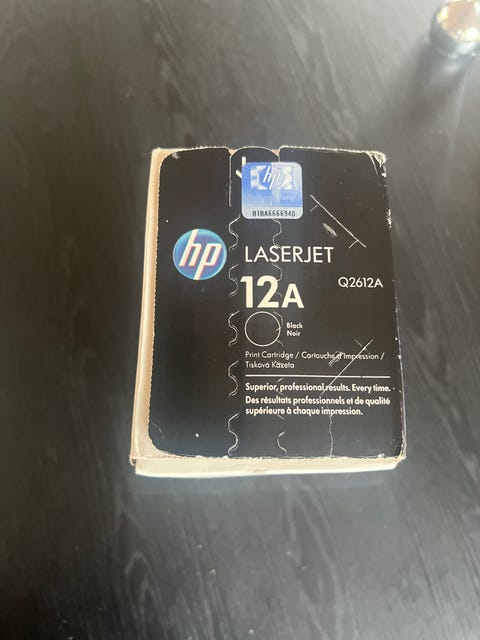 hp
B1BA6666940
hp
LASERJET
12A
Q2612A
Black
Noir
Print Cartridge / Cartouche d'Impression /
Tisková Kazeta
Superior, professional results. Every time.
Des résultats professionnels et de qualité
supérieure à chaque impression.